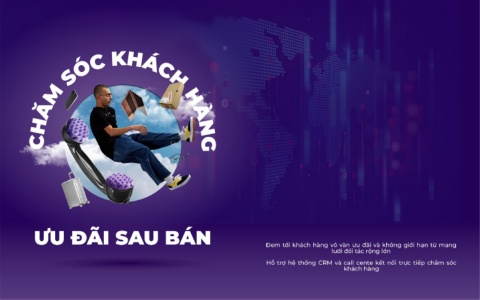 CHĂM SÓC KHÁCH HÀNG
ƯU ĐÃI SAU BÁN
Đem tới khách hàng vô vàn ưu đãi và không giới hạn từ mạng
lưới đối tác rộng lớn
Hỗ trợ hệ thống CRM và call cente kết nối trực tiếp chăm sóc
khách hàng